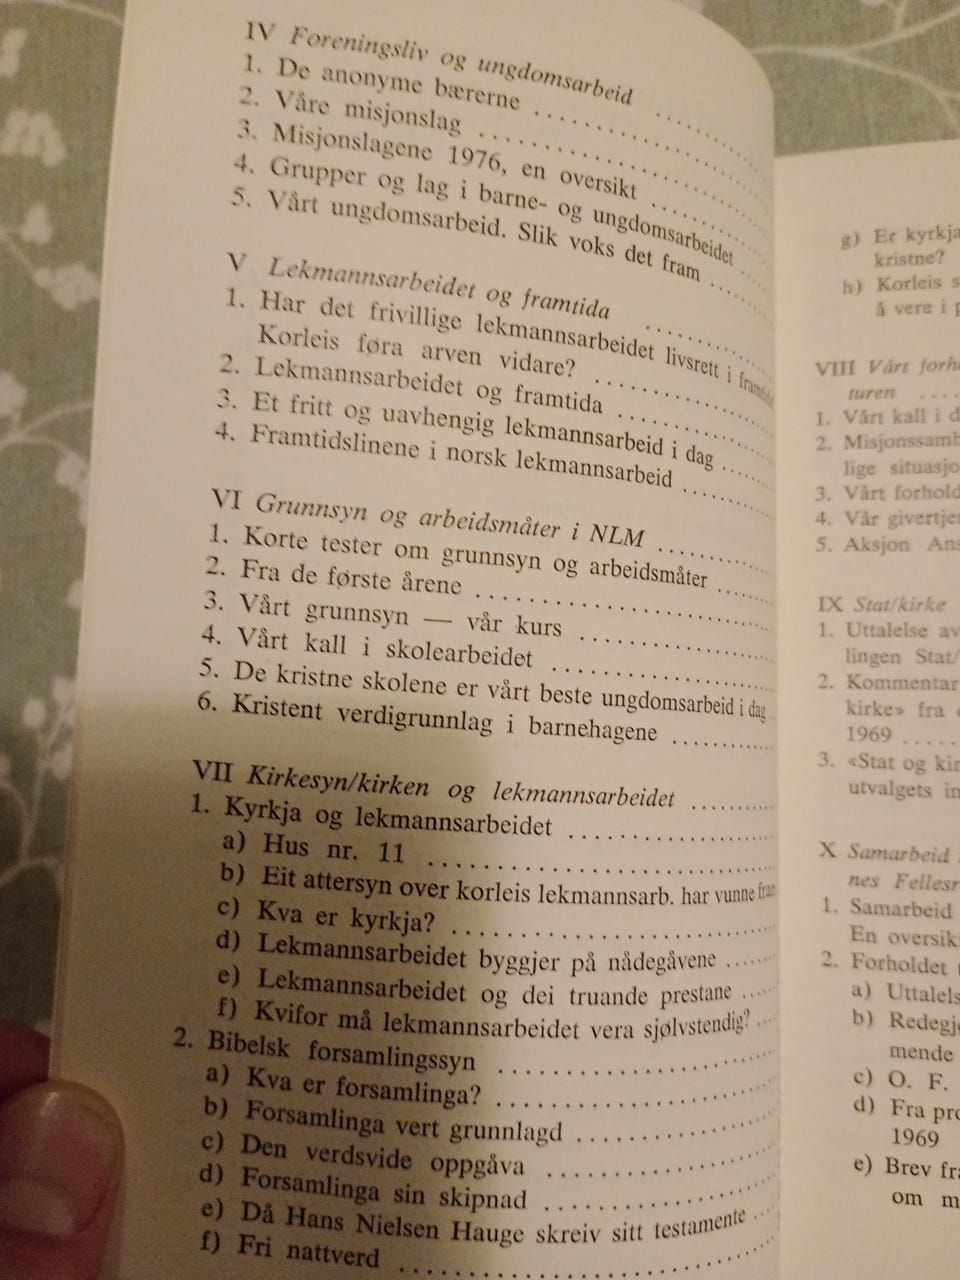 IV Foreningsliv og ungdomsarbeid
1. De anonyme bærerne
2. Våre misjonslag
3. Misjonslagene 1976, en oversikt
4. Grupper og lag i barne- og ungdomsarbeidet
5. Vårt ungdomsarbeid. Slik voks det fram
V Lekmannsarbeidet og framtida
1. Har det frivillige lekmannsarbeidet livsrett i
Korleis føra arven vidare?
2. Lekmannsarbeidet og framtida
3. Et fritt og uavhengig lekmannsarbeid i dag
4. Framtidslinene i norsk lekmannsarbeid
VI Grunnsyn og arbeidsmåter i NLM
1. Korte tester om grunnsyn og arbeidsmåter
2. Fra de første årene
3. Vårt grunnsyn — vår kurs
4. Vårt kall i skolearbeidet
5. De kristne skolene er vårt beste ungdomsarbeid i dag
6. Kristent verdigrunnlag i barnehagene
VII Kirkesyn/kirken og lekmannsarbeidet
1. Kyrkja og lekmannsarbeidet
a) Hus nr. 11
b) Eit attersyn over korleis lekmannsarb. har vunne fram
c) Kva er kyrkja?
d) Lekmannsarbeidet byggjer på nådegåvene
e) Lekmannsarbeidet og dei truande prestane
f) Kvifor må lekmannsarbeidet vera sjølvstendig?
2. Bibelsk forsamlingssyn
a) Kva er forsamlinga?
b) Forsamlinga vert grunnlagd
c) Den verdsvide oppgåva
d) Forsamlinga sin skipnad
e) Då Hans Nielsen Hauge skreiv sitt testamente
f) Fri nattverd
g) Er kyrkja
kristne?
h) Korleis s
å vere i p
VIII Vårt forh
turen
1. Vårt kall i d
2. Misjonssamb
lige situasjo
3. Vårt forhold
4. Vår givertjer
5. Aksjon Ans
IX Stat/kirke
1. Uttalelse av
lingen Stat/
2. Kommentar
kirke» fra
1969
3. «Stat og kir
utvalgets in
X Samarbeid
nes Fellesr
1. Samarbeid
En oversik
2. Forholdet
a) Uttalels
b) Redegj
mende
c) O. F.
d) Fra pro
1969
e) Brev fra
om m